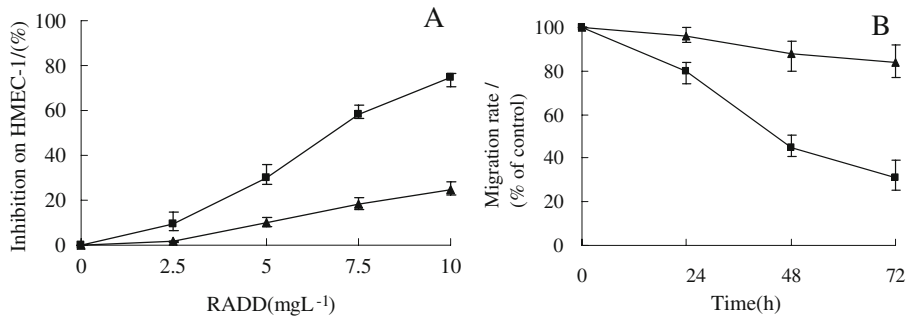 A
Inhibition on HMEC-1/(%)
100
80
60
40
20
0
0 2.5 5 7.5 10
RADD(mgL-1)
B
Migration rate /
(% of control)
100
80
60
40
20
0
0 24 48 72
Time(h)